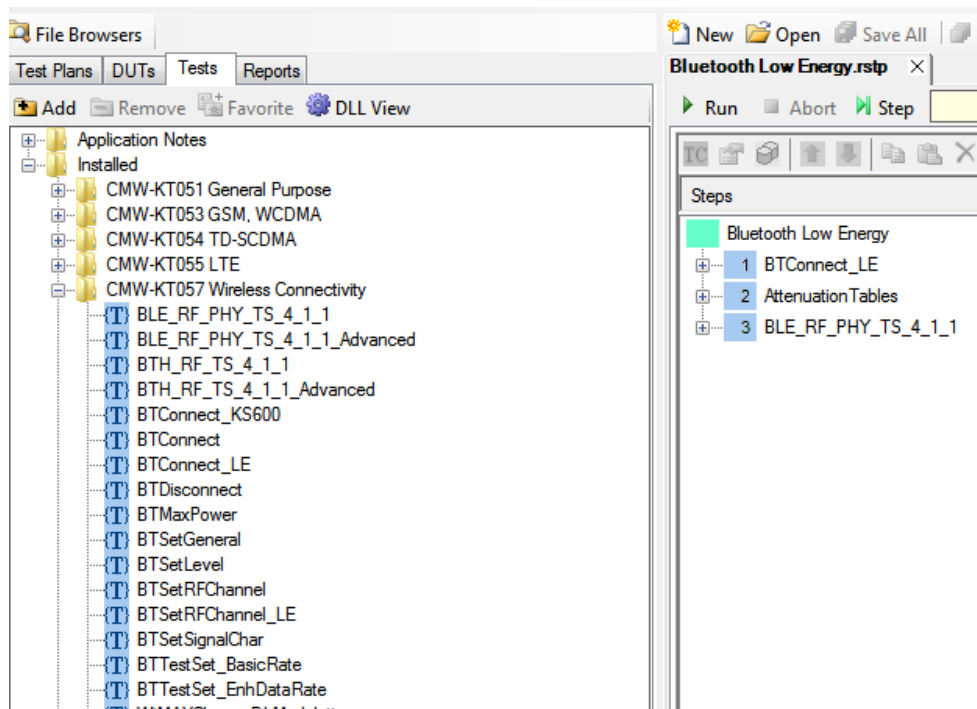 File Browsers
Test Plans DUTs Tests Reports
Add Remove Favorite DLL View
Application Notes
Installed
CMW-KT051 General Purpose
CMW-KT053 GSM, WCDMA
CMW-KT054 TD-SCDMA
CMW-KT055 LTE
CMW-KT057 Wireless Connectivity
{T} BLE_RF_PHY_TS_4_1_1
{T} BLE_RF_PHY_TS_4_1_1_Advanced
{T} BTH_RF_TS_4_1_1
{T} BTH_RF_TS_4_1_1_Advanced
{T} BTConnect_KS600
{T} BTConnect
{T} BTConnect_LE
{T} BTDisconnect
{T} BTMaxPower
{T} BTSetGeneral
{T} BTSetLevel
{T} BTSetRFChannel
{T} BTSetRFChannel_LE
{T} BTSetSignalChar
{T} BTTestSet_BasicRate
{T} BTTestSet_EnhDataRate
New Open Save All
Bluetooth Low Energy.rstp
Run Abort Step
TC
Steps
Bluetooth Low Energy
1 BTConnect_LE
2 AttenuationTables
3 BLE_RF_PHY_TS_4_1_1